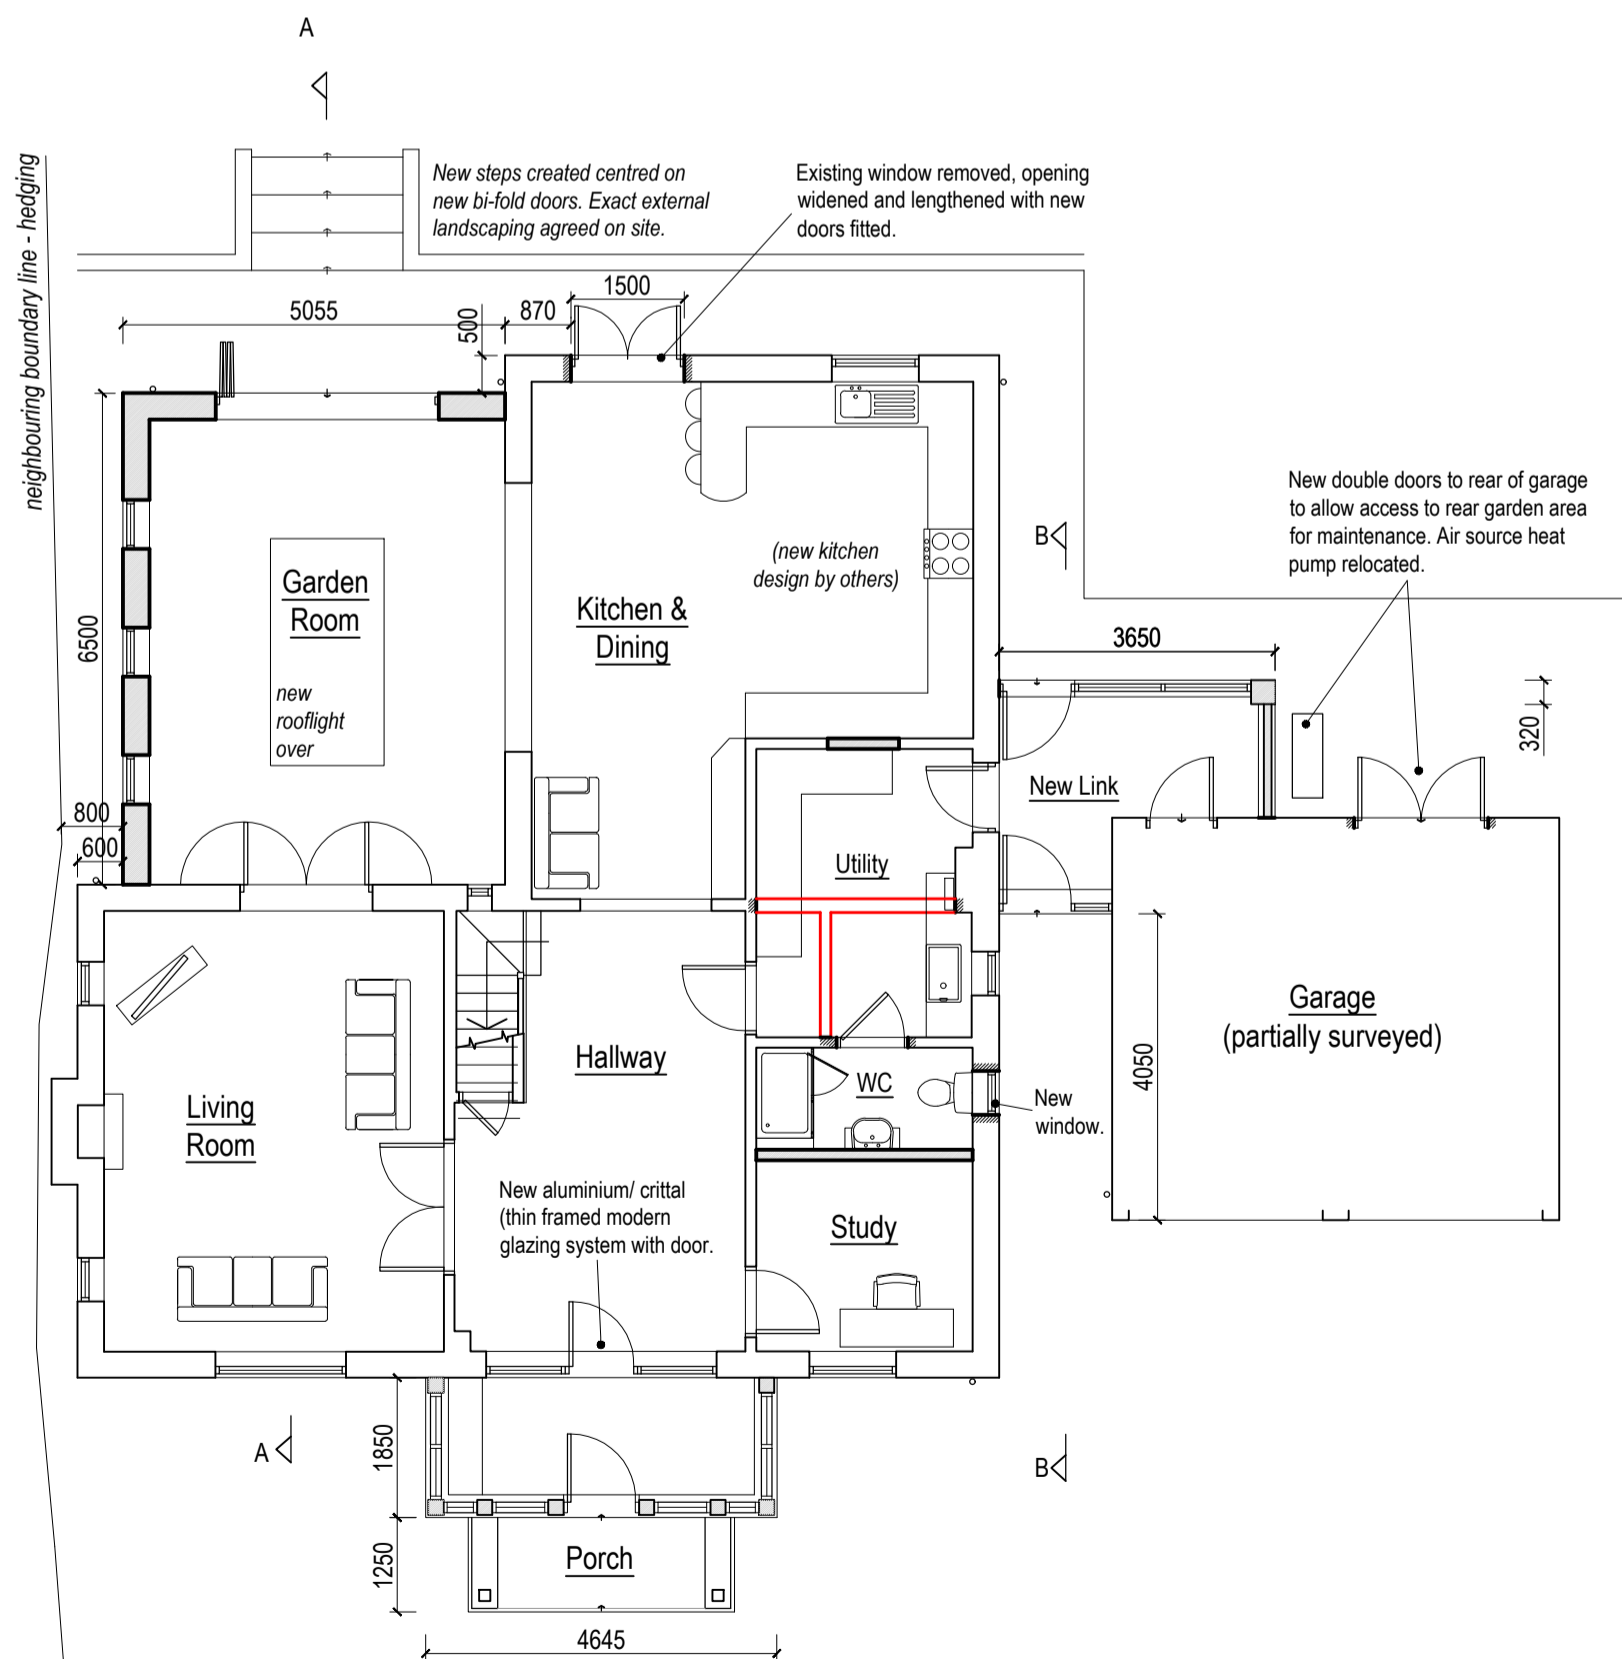 A
neighbouring boundary line - hedging
New steps created centred on
new bi-fold doors. Exact external
landscaping agreed on site.
Existing window removed, opening
widened and lengthened with new
doors fitted.
1500
5055
870
500
New double doors to rear of garage
to allow access to rear garden area
for maintenance. Air source heat
pump relocated.
B
(new kitchen
design by others)
Garden
Room
Kitchen &
Dining
6500
3650
new
rooflight
over
320
New Link
800
600
Utility
Garage
(partially surveyed)
4050
Hallway
WC
New
window.
Living
Room
New aluminium/ crittal
(thin framed modern
glazing system with door.
Study
A
1850
B
1250
Porch
4645